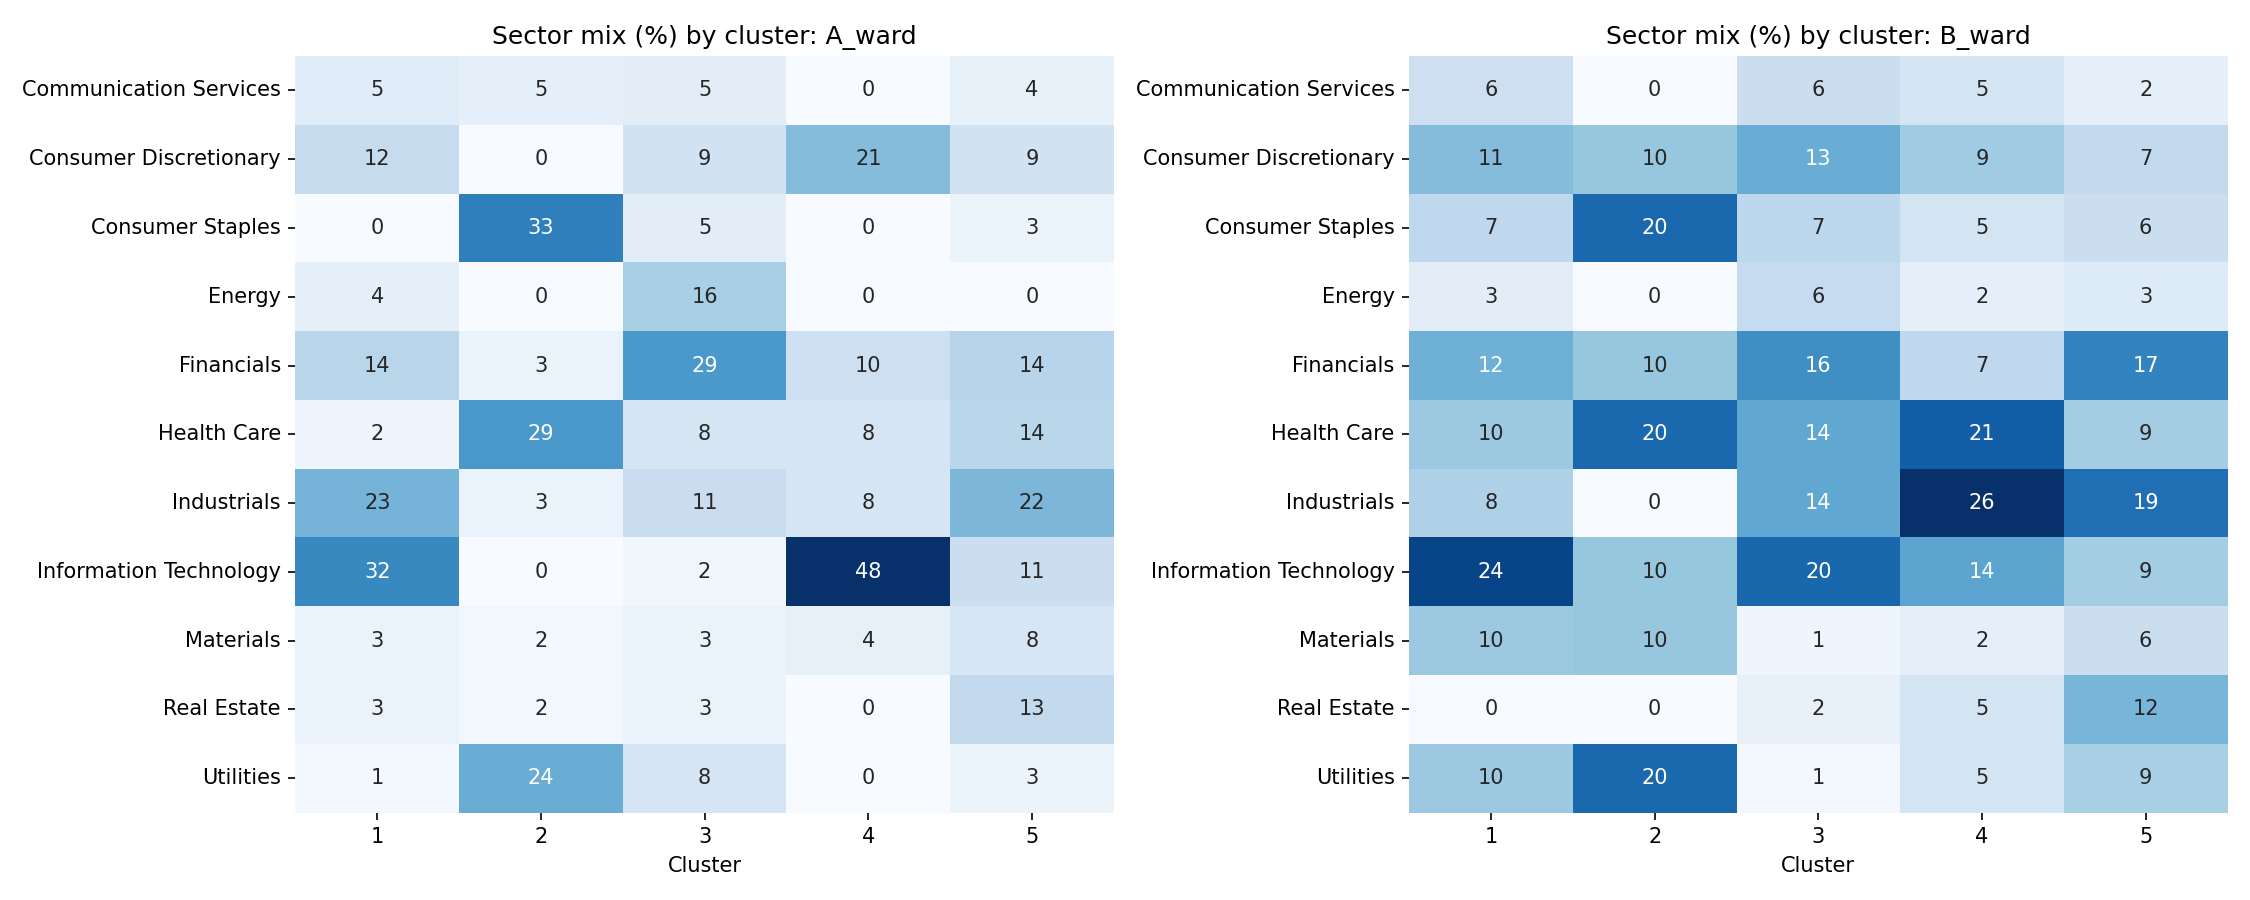 Sector mix (%) by cluster: A_ward
Communication Services 5 5 5 0 4
Consumer Discretionary 12 0 9 21 9
Consumer Staples 0 33 5 0 3
Energy 4 0 16 0 0
Financials 14 3 29 10 14
Health Care 2 29 8 8 14
Industrials 23 3 11 8 22
Information Technology 32 0 2 48 11
Materials 3 2 3 4 8
Real Estate 3 2 3 0 13
Utilities 1 24 8 0 3
1 2 3 4 5
Cluster
Sector mix (%) by cluster: B_ward
Communication Services 6 0 6 5 2
Consumer Discretionary 11 10 13 9 7
Consumer Staples 7 20 7 5 6
Energy 3 0 6 2 3
Financials 12 10 16 7 17
Health Care 10 20 14 21 9
Industrials 8 0 14 26 19
Information Technology 24 10 20 14 9
Materials 10 10 1 2 6
Real Estate 0 0 2 5 12
Utilities 10 20 1 5 9
1 2 3 4 5
Cluster